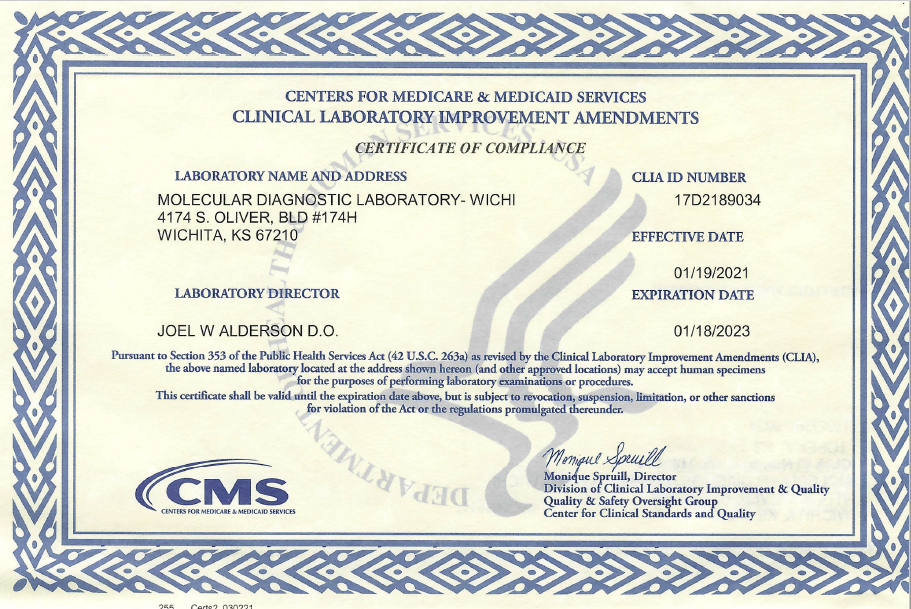 CENTERS FOR MEDICARE & MEDICAID SERVICES
CLINICAL LABORATORY IMPROVEMENT AMENDMENTS
CERTIFICATE OF COMPLIANCE
LABORATORY NAME AND ADDRESS
MOLECULAR DIAGNOSTIC LABORATORY- WICHI
4174 S. OLIVER, BLD #174H
WICHITA, KS 67210
CLIA ID NUMBER
17D2189034
EFFECTIVE DATE
01/19/2021
LABORATORY DIRECTOR
JOEL W ALDERSON D.O.
EXPIRATION DATE
01/18/2023
Pursuant to Section 353 of the Public Health Services Act (42 U.S.C. 263a) as revised by the Clinical Laboratory Improvement Amendments (CLIA),
the above named laboratory located at the address shown hereon (and other approved locations) may accept human specimens
for the purposes of performing laboratory examinations or procedures.
This certificate shall be valid until the expiration date above, but is subject to revocation, suspension, limitation, or other sanctions
for violation of the Act or the regulations promulgated thereunder.
DEPARTMENT OF HEALTH & HUMAN SERVICES. USA
CMS
CENTERS FOR MEDICARE & MEDICAID SERVICES
Monique Spruill
Monique Spruill, Director
Division of Clinical Laboratory Improvement & Quality
Quality & Safety Oversight Group
Center for Clinical Standards and Quality
255 Certs2_030221